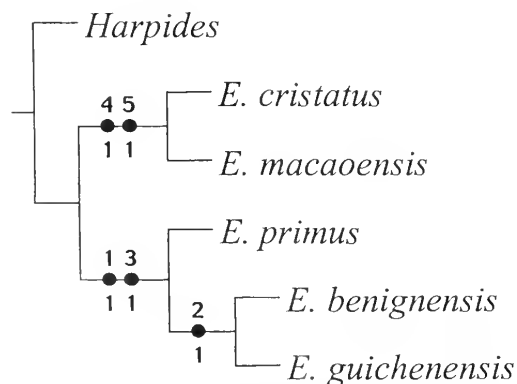 Harpides
4 5
E. cristatus
1 1
E. macaoensis
E. primus
1 3
1 1
E. benignensis
2
1
E. guichenensis